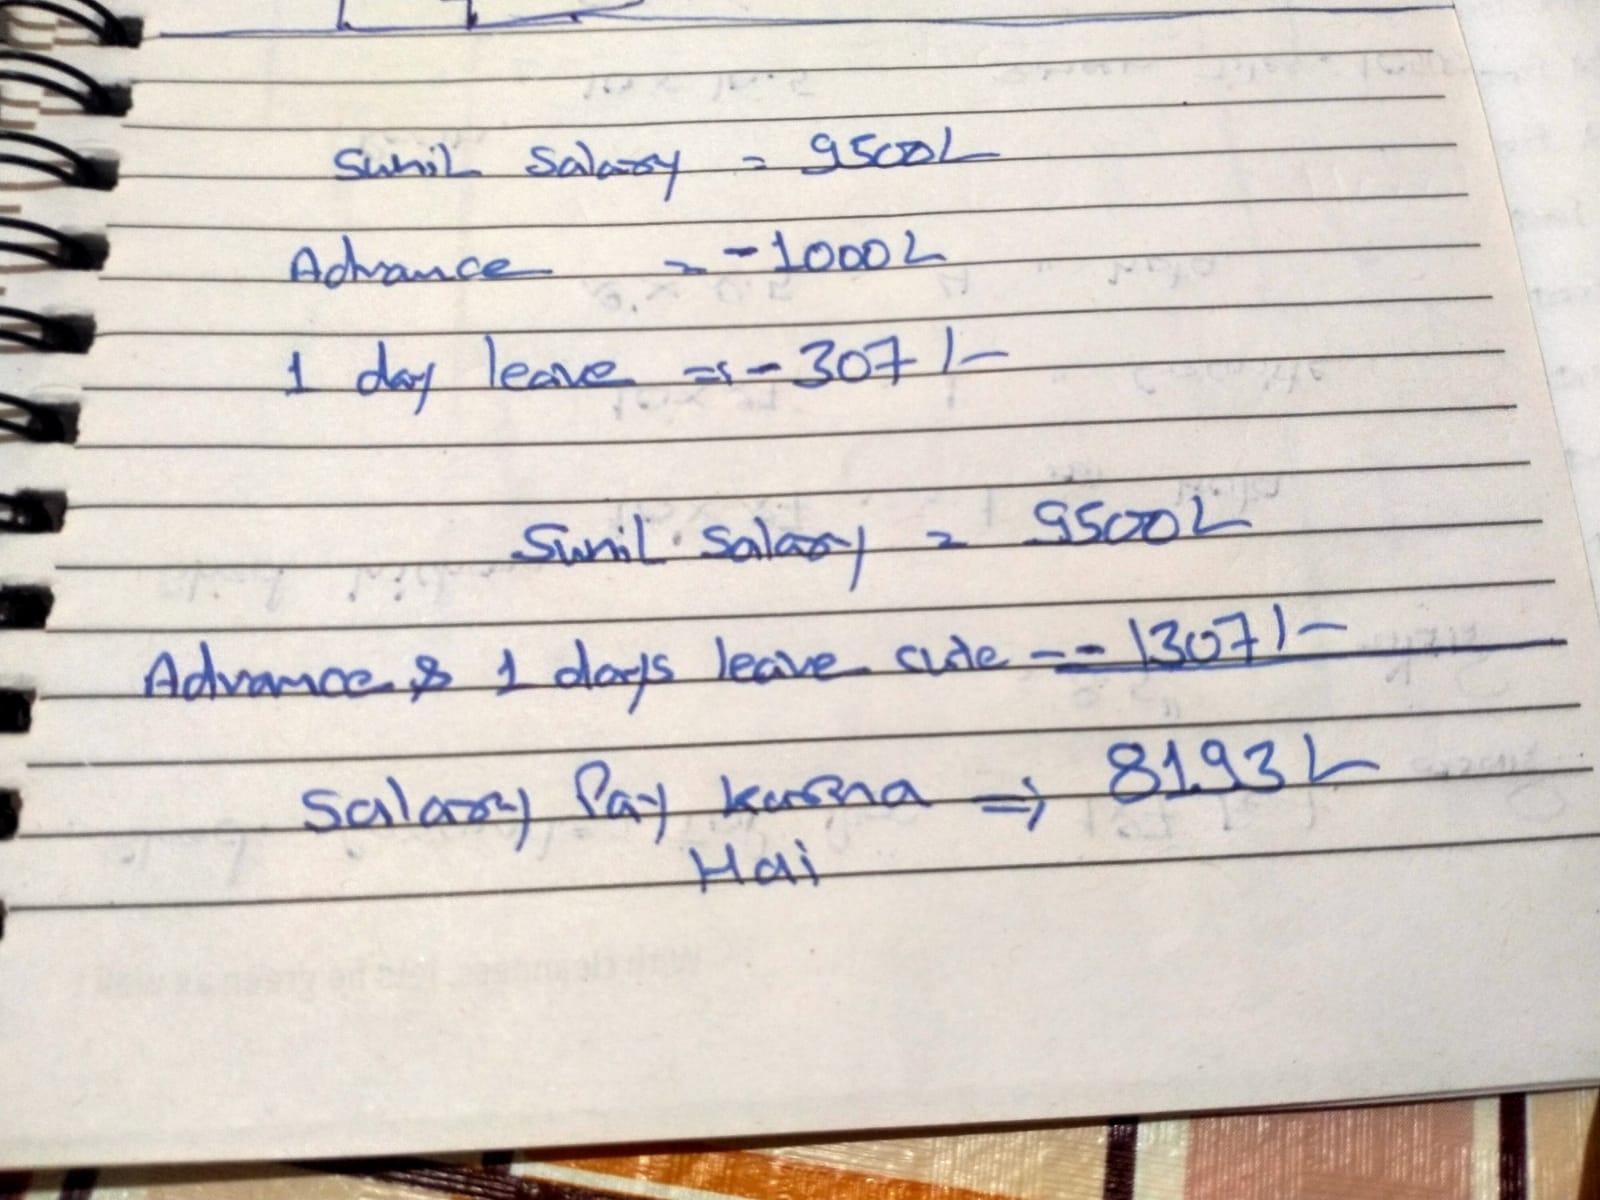 Sunil Salary = 9500/-
Advance = -1000/-
1 day leave = - 307/-
Sunil Salary = 9500/-
Advance & 1 days leave cute -- 1307/-
Salary Pay karna ⇒ 8193/-
Hai